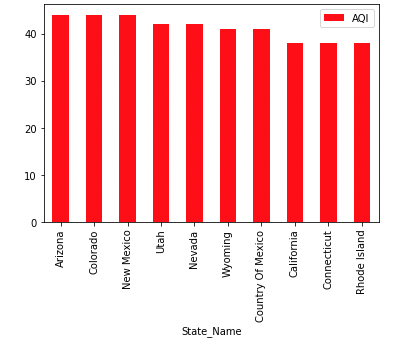 AQI
40
30
20
10
0
Arizona
Colorado
New Mexico
Utah
Nevada
Wyoming
Country Of Mexico
California
Connecticut
Rhode Island
State_Name